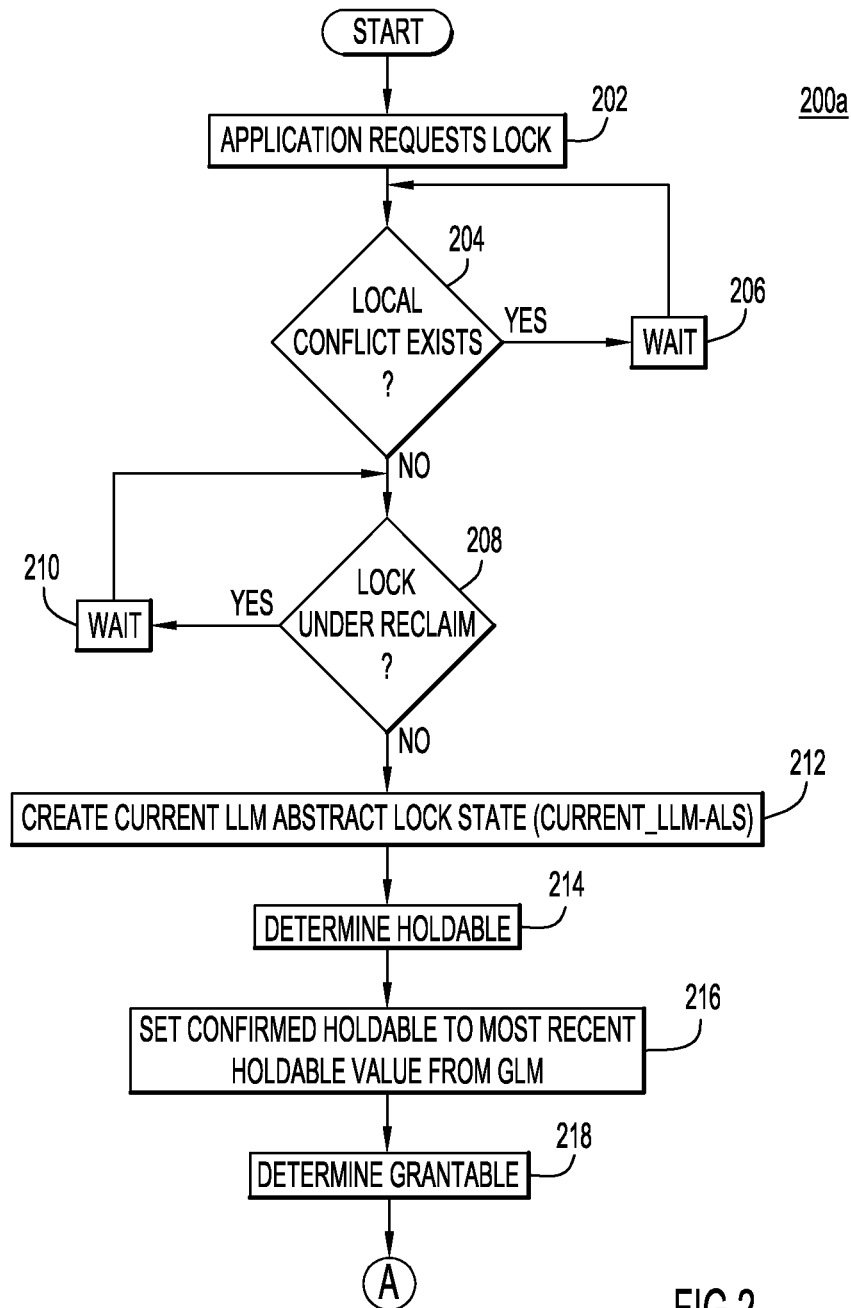 START
200a
202
APPLICATION REQUESTS LOCK
204
LOCAL
CONFLICT EXISTS
?
YES
206
WAIT
NO
208
210
LOCK
UNDER RECLAIM
?
YES
WAIT
NO
212
CREATE CURRENT LLM ABSTRACT LOCK STATE (CURRENT_LLM-ALS)
214
DETERMINE HOLDABLE
216
SET CONFIRMED HOLDABLE TO MOST RECENT
HOLDABLE VALUE FROM GLM
218
DETERMINE GRANTABLE
A
FIG.2